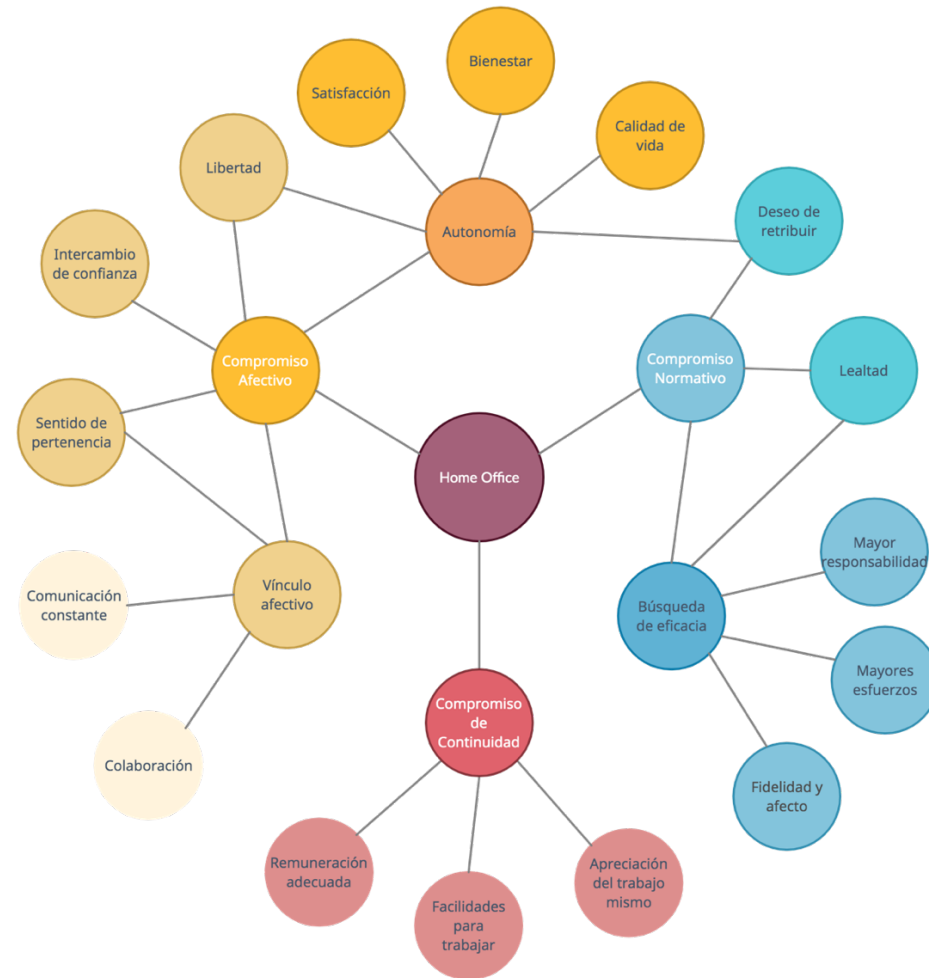 Bienestar
Satisfacción
Calidad de
vida
Libertad
Deseo de
retribuir
Autonomía
Intercambio
de confianza
Compromiso
Afectivo
Compromiso
Normativo
Lealtad
Sentido de
pertenencia
Home Office
Mayor
responsabilidad
Comunicación
constante
Vínculo
afectivo
Búsqueda
de eficacia
Mayores
esfuerzos
Compromiso
de
Continuidad
Colaboración
Fidelidad y
afecto
Remuneración
adecuada
Facilidades
para
trabajar
Apreciación
del trabajo
mismo